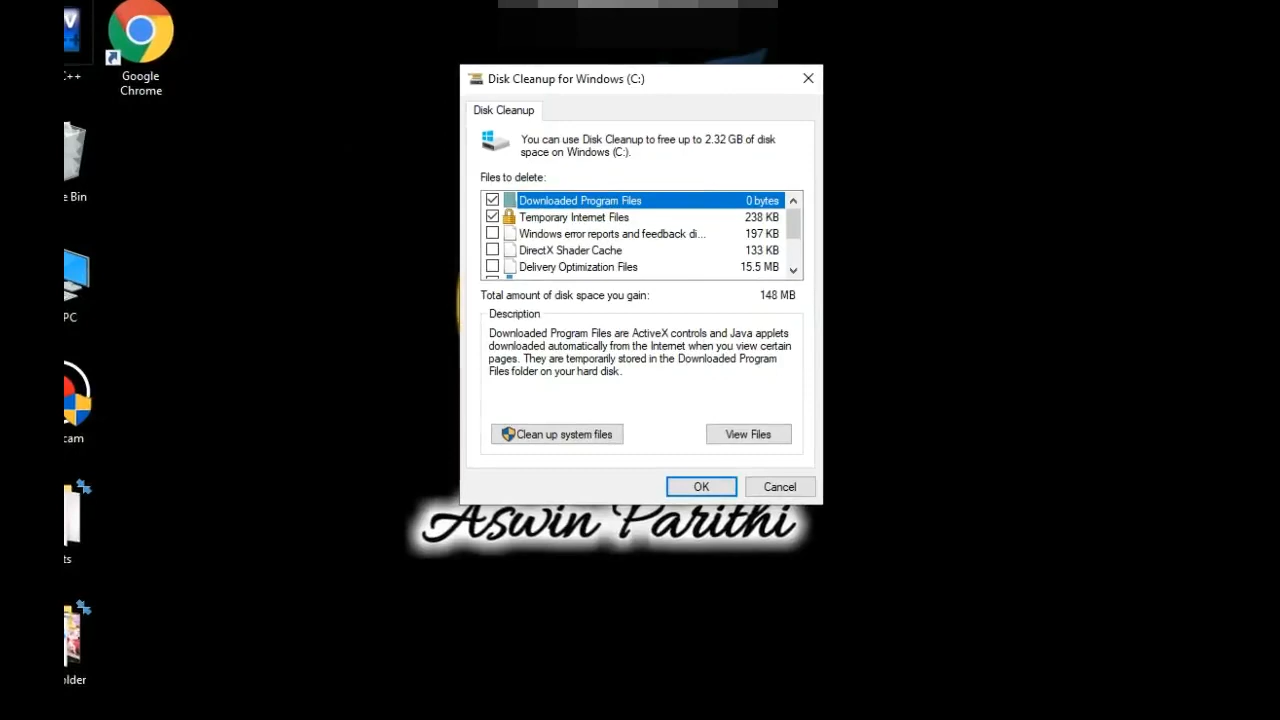 C++
Google
Chrome
e Bin
PC
cam
ts
older
Disk Cleanup for Windows (C:)
Disk Cleanup
You can use Disk Cleanup to free up to 2.32 GB of disk
space on Windows (C:).
Files to delete:
Downloaded Program Files 0 bytes
Temporary Internet Files 238 KB
Windows error reports and feedback di... 197 KB
DirectX Shader Cache 133 KB
Delivery Optimization Files 15.5 MB
Total amount of disk space you gain: 148 MB
Description
Downloaded Program Files are ActiveX controls and Java applets
downloaded automatically from the Internet when you view certain
pages. They are temporarily stored in the Downloaded Program
Files folder on your hard disk.
Clean up system files View Files
OK Cancel
Aswin Parithi